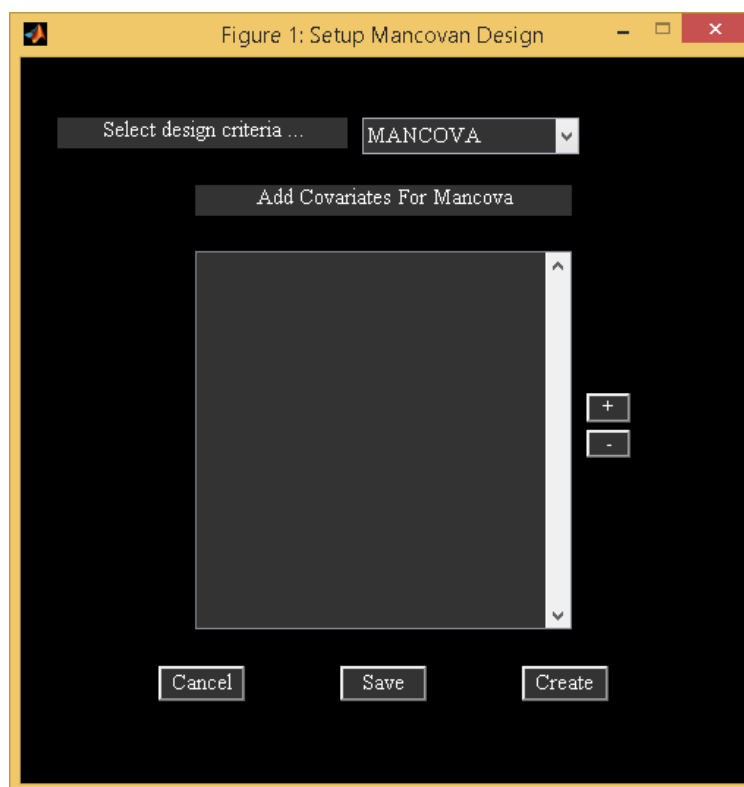 Figure 1: Setup Mancovan Design
Select design criteria ...
MANCOVA
Add Covariates For Mancova
+
-
Cancel
Save
Create